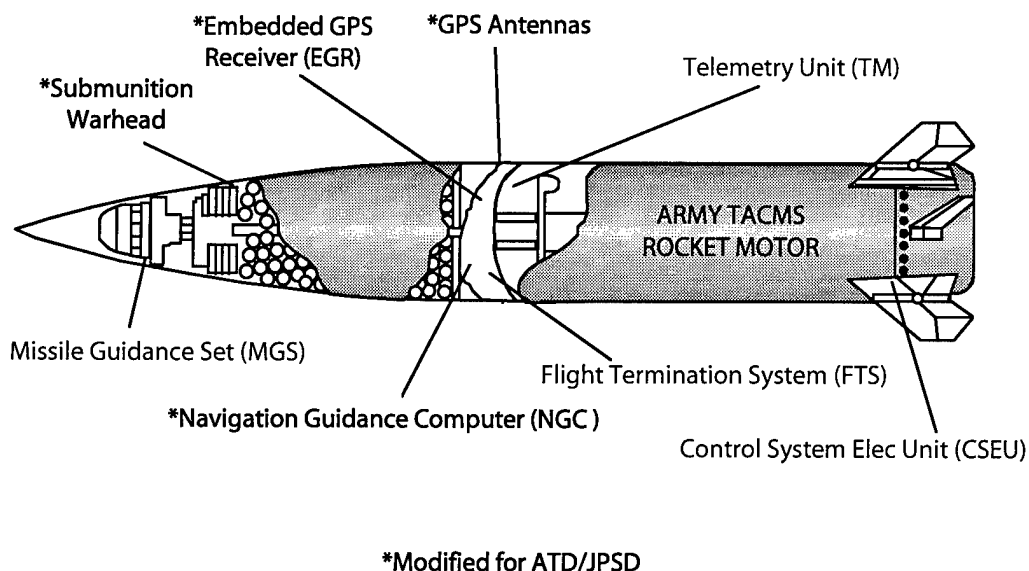 *Embedded GPS
Receiver (EGR)
*GPS Antennas
Telemetry Unit (TM)
*Submunition
Warhead
ARMY TACMS
ROCKET MOTOR
Missile Guidance Set (MGS)
Flight Termination System (FTS)
*Navigation Guidance Computer (NGC )
Control System Elec Unit (CSEU)
*Modified for ATD/JPSD